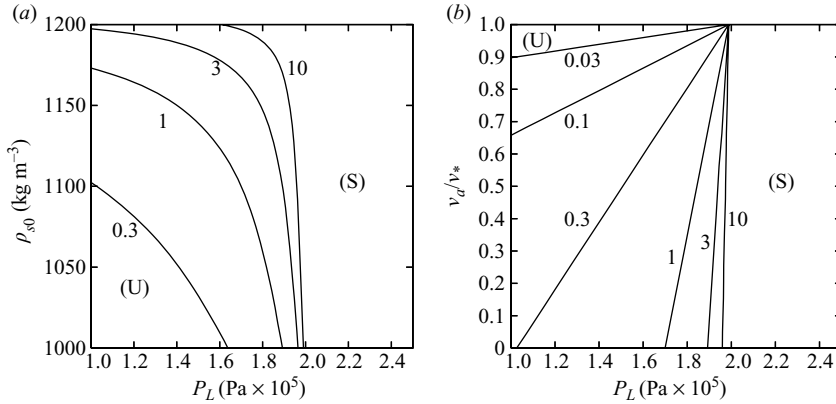 (a)
1200
1150
1100
1050
1000
ρs0 (kg m−3)
10
3
1
0.3
(S)
(U)
1.0 1.2 1.4 1.6 1.8 2.0 2.2 2.4
PL (Pa × 10⁵)
(b)
1.0
0.9
0.8
0.7
0.6
0.5
0.4
0.3
0.2
0.1
0
va/v*
(U)
0.03
0.1
0.3
1
3
10
(S)
1.0 1.2 1.4 1.6 1.8 2.0 2.2 2.4
PL (Pa × 10⁵)